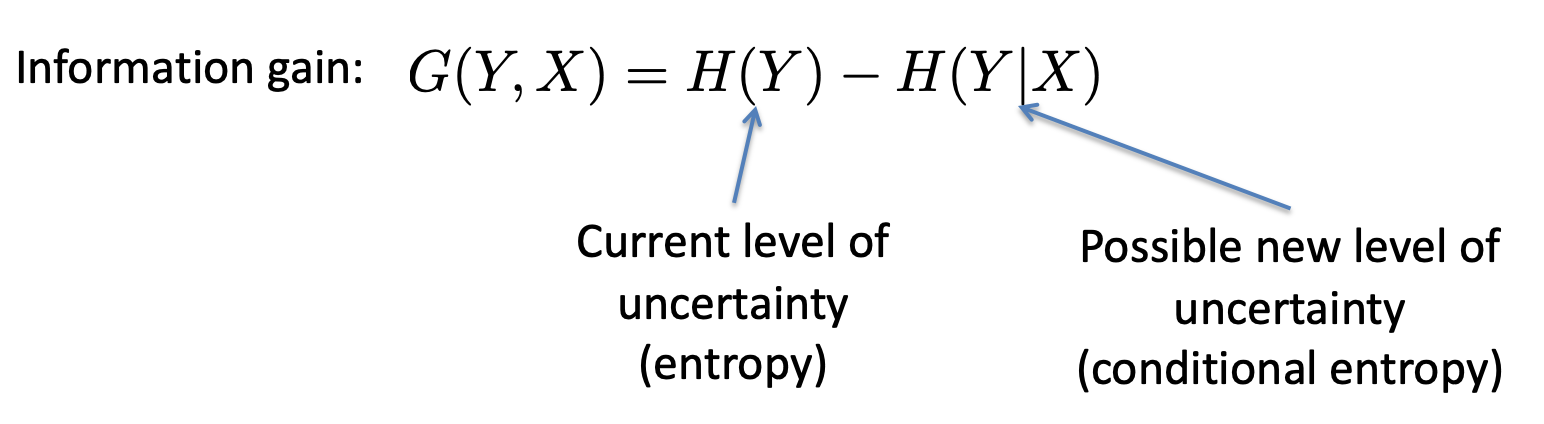 Information gain: G(Y, X) = H(Y) − H(Y|X)
Current level of
uncertainty
(entropy)
Possible new level of
uncertainty
(conditional entropy)